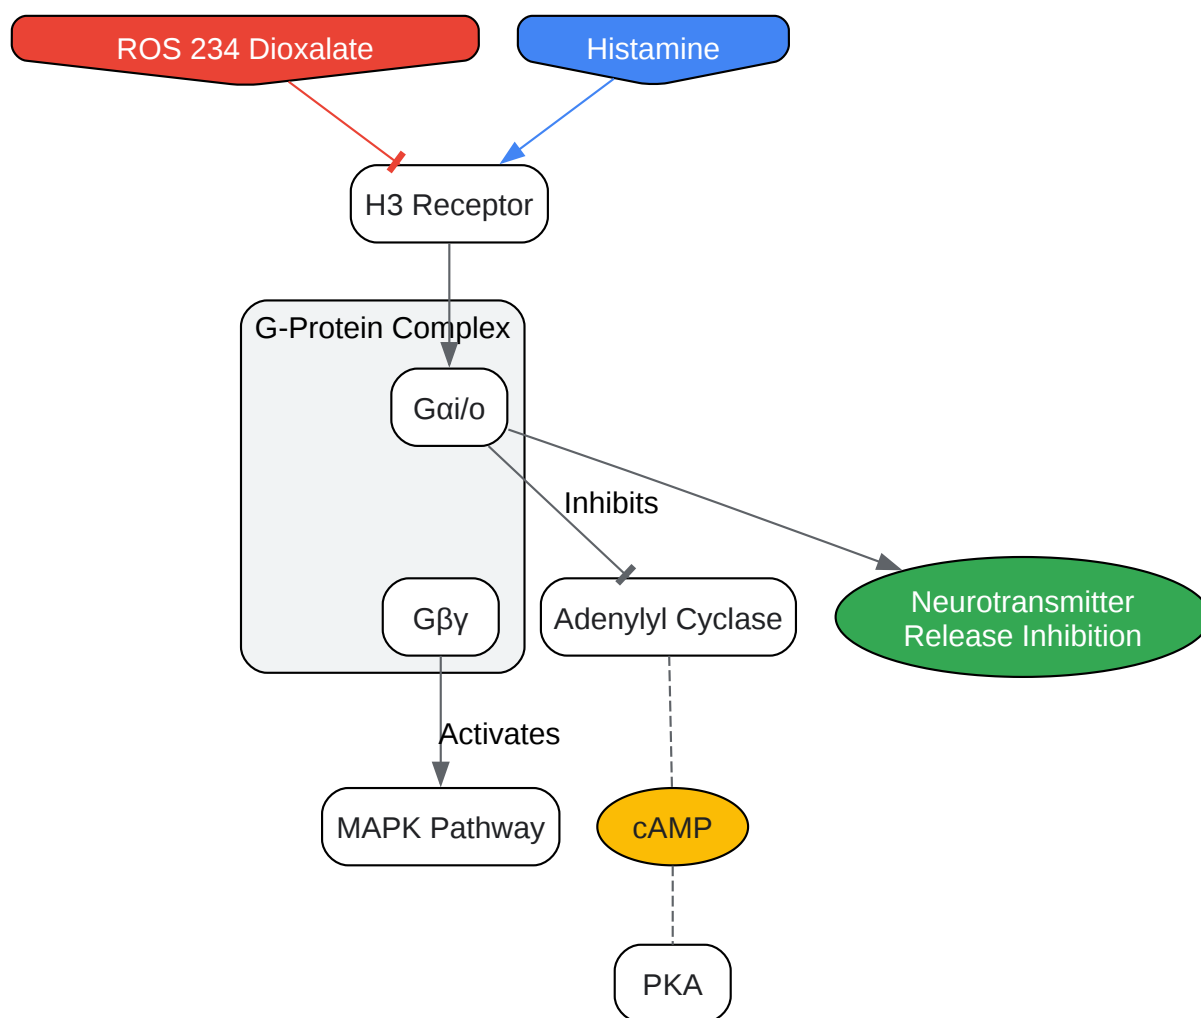 ROS 234 Dioxalate
Histamine
H3 Receptor
G-Protein Complex
Gαi/o
Inhibits
Gβγ
Adenylyl Cyclase
Neurotransmitter
Release Inhibition
Activates
MAPK Pathway
cAMP
PKA